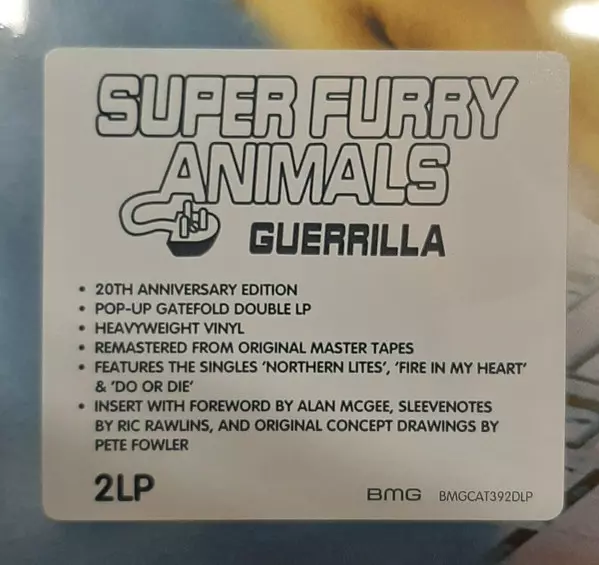 SUPER FURRY
ANIMALS
GUERRILLA
• 20TH ANNIVERSARY EDITION
• POP-UP GATEFOLD DOUBLE LP
• HEAVYWEIGHT VINYL
• REMASTERED FROM ORIGINAL MASTER TAPES
• FEATURES THE SINGLES 'NORTHERN LITES', 'FIRE IN MY HEART'
& 'DO OR DIE'
• INSERT WITH FOREWORD BY ALAN MCGEE, SLEEVENOTES
BY RIC RAWLINS, AND ORIGINAL CONCEPT DRAWINGS BY
PETE FOWLER
2LP BMG BMGCAT392DLP